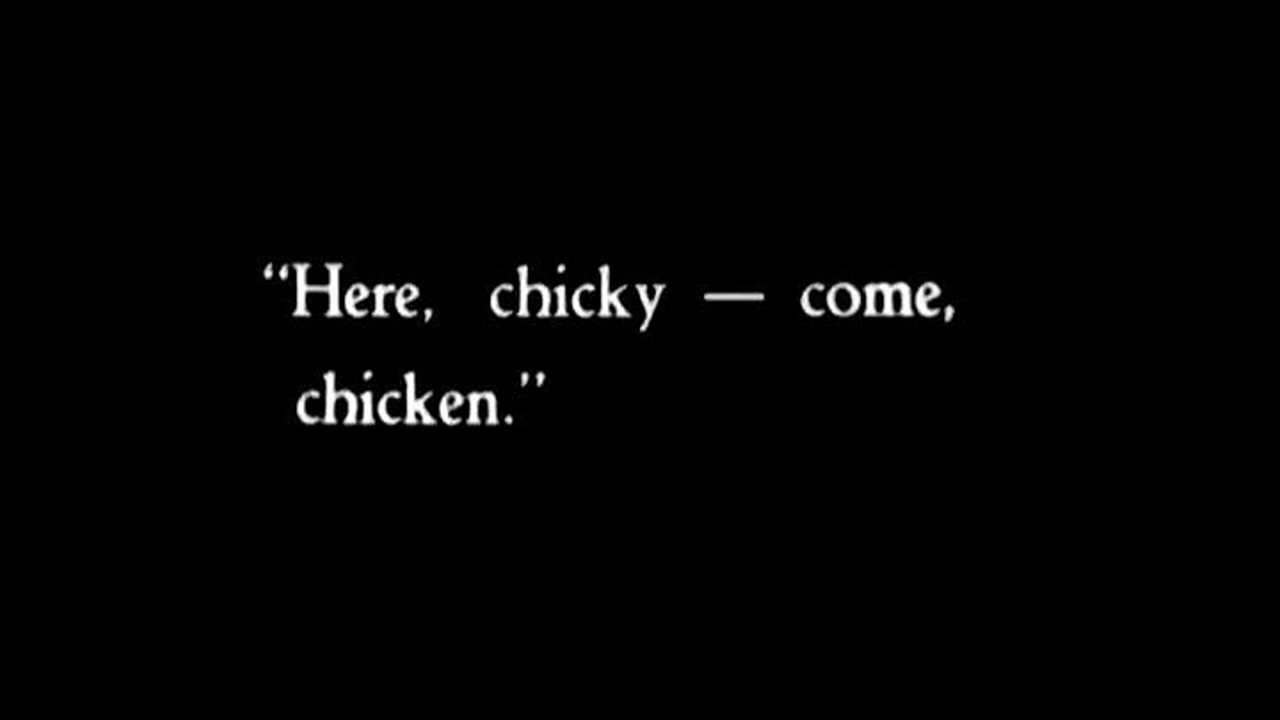 “Here, chicky — come,
chicken.”